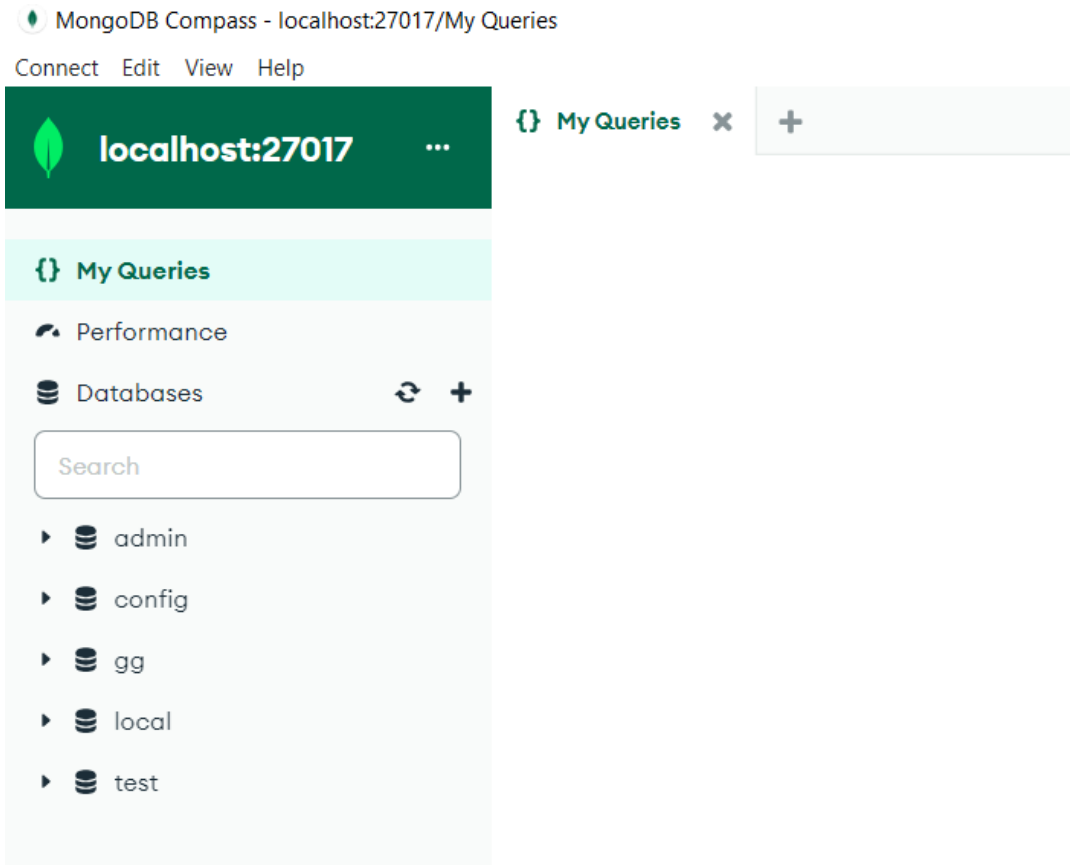 MongoDB Compass - localhost:27017/My Queries
Connect Edit View Help
localhost:27017 ...
{} My Queries
Performance
Databases
Search
admin
config
gg
local
test
{} My Queries